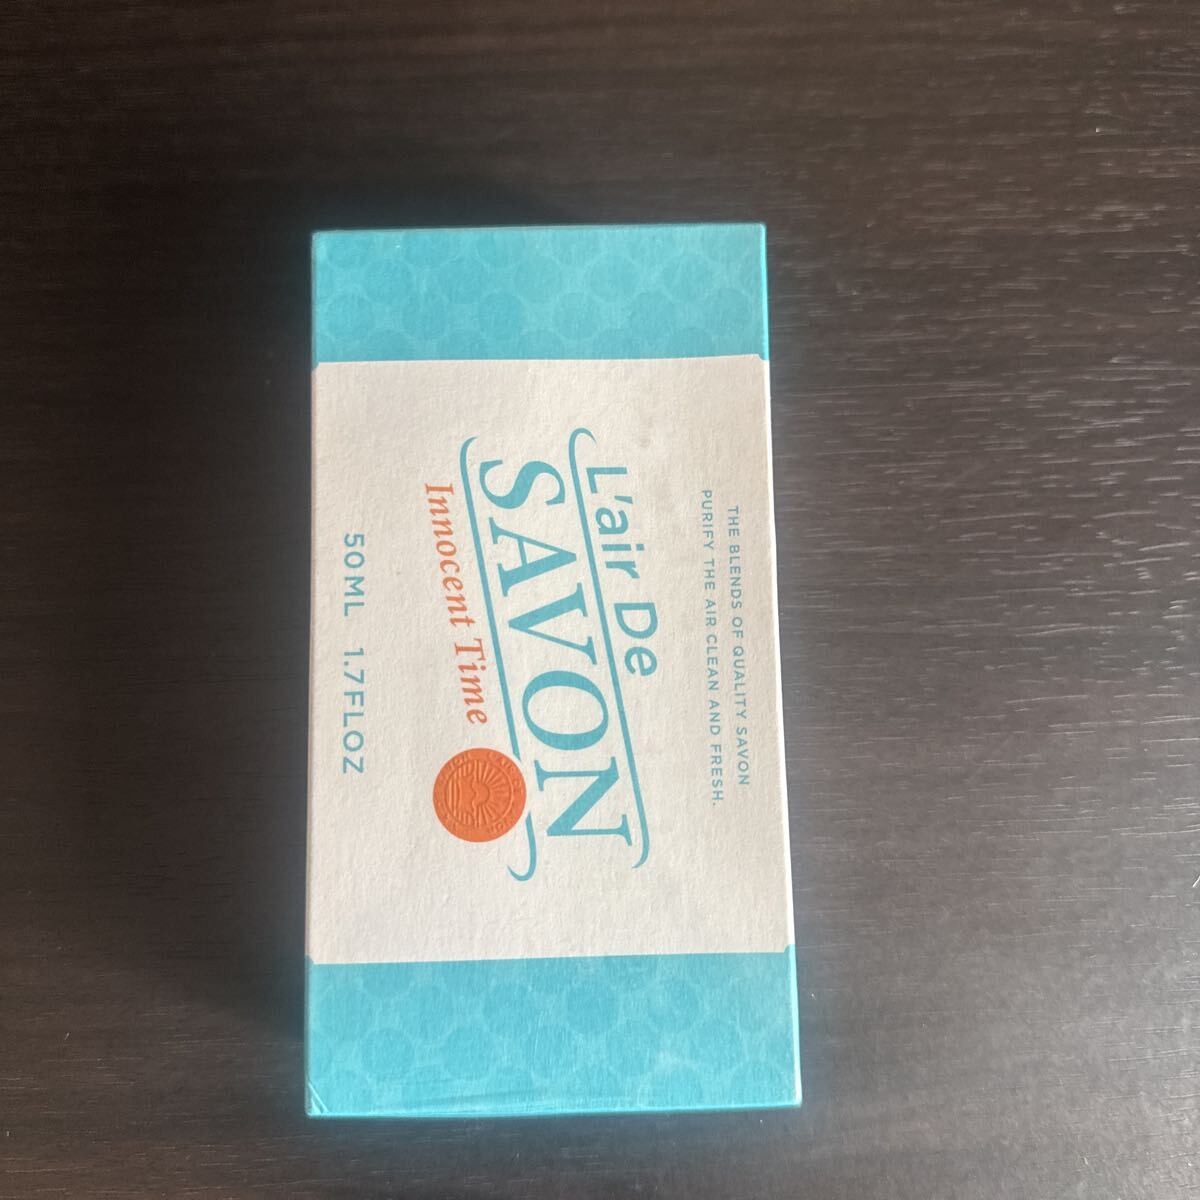 THE BLENDS OF QUALITY SAVON
PURIFY THE AIR CLEAN AND FRESH.
L'air De
SAVON
Innocent Time
50ML 1.7FLOZ